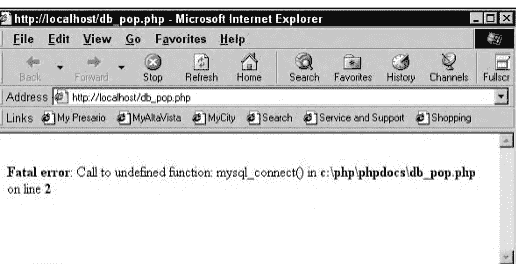 http://localhost/db_pop.php - Microsoft Internet Explorer
File Edit View Go Favorites Help
Back Forward Stop Refresh Home Search Favorites History Channels Fullscr
Address http://localhost/db_pop.php
Links My Presario MyAltaVista MyCity Search Service and Support Shopping
Fatal error: Call to undefined function: mysql_connect() in c:\php\phpdocs\db_pop.php
on line 2